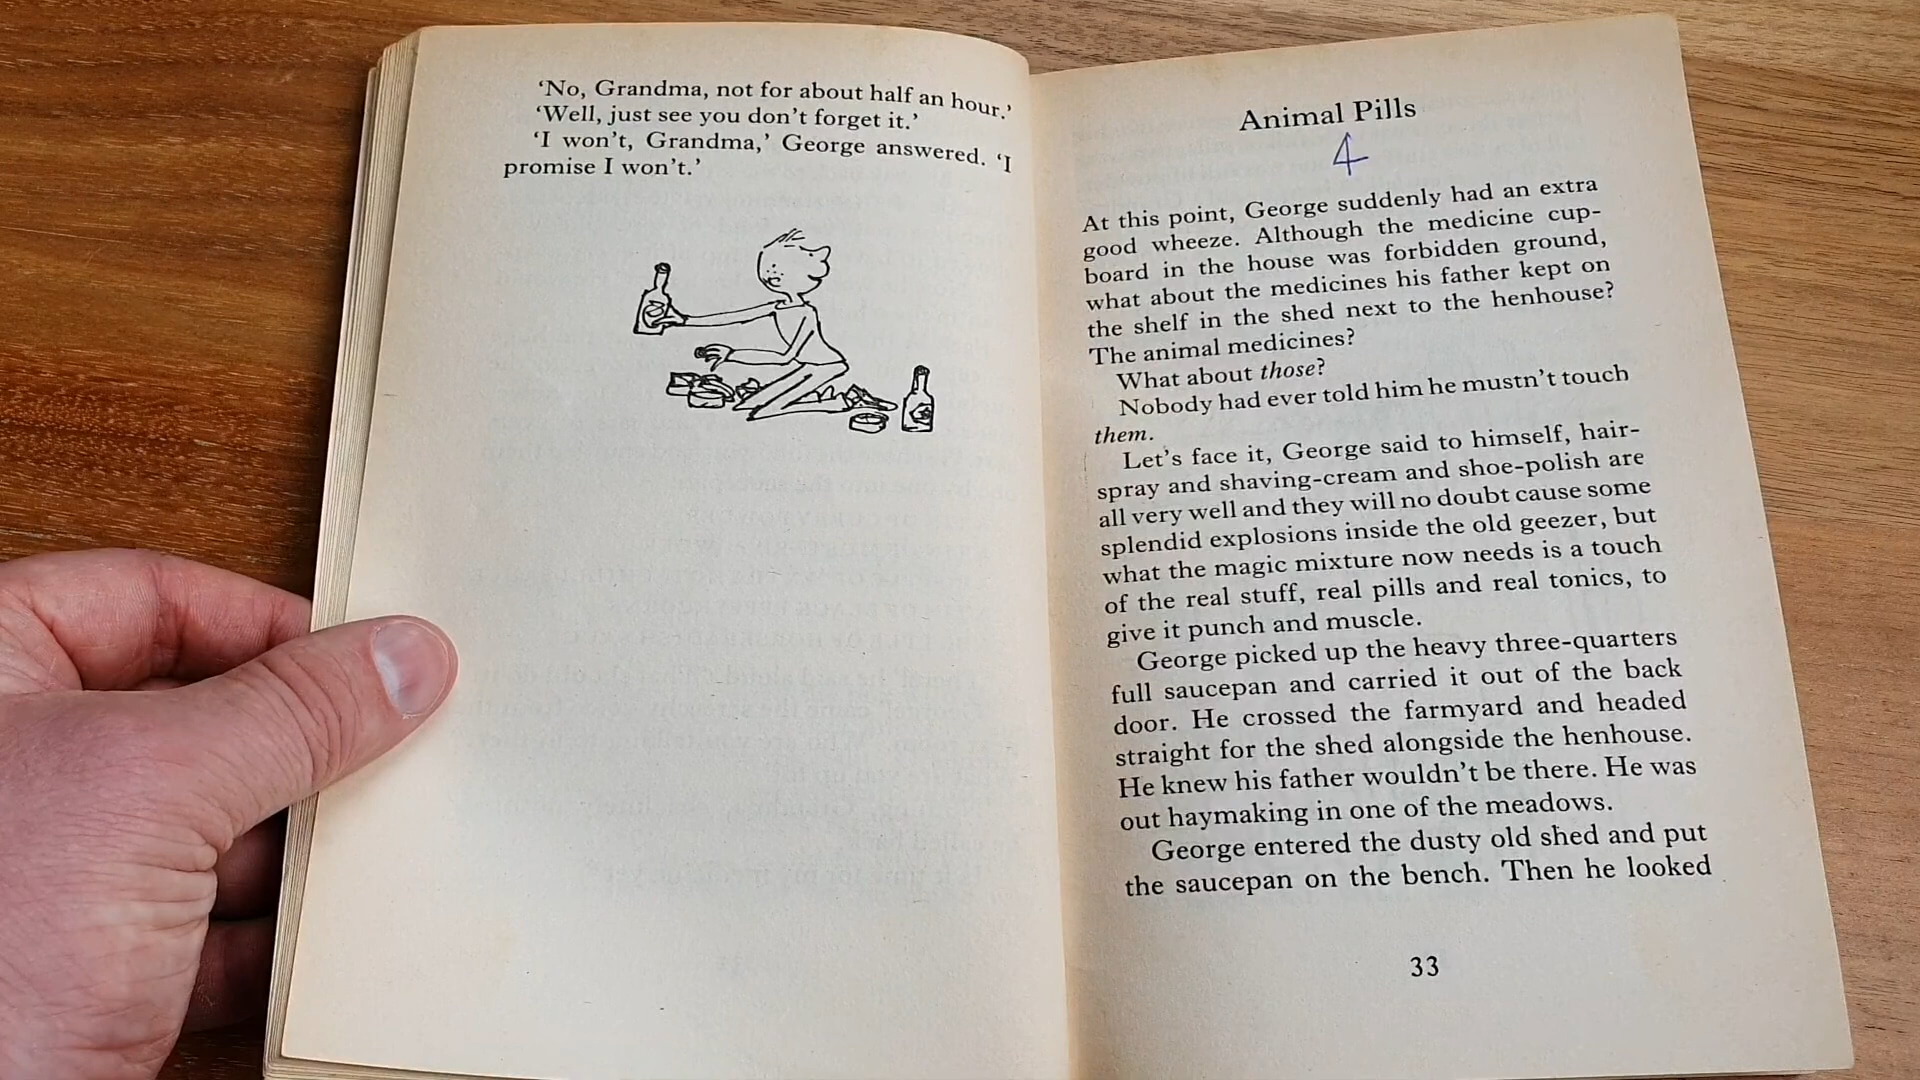 ‘No, Grandma, not for about half an hour.’
‘Well, just see you don’t forget it.’
‘I won’t, Grandma,’ George answered. ‘I
promise I won’t.’
Animal Pills
4
At this point, George suddenly had an extra
good wheeze. Although the medicine cup-
board in the house was forbidden ground,
what about the medicines his father kept on
the shelf in the shed next to the henhouse?
The animal medicines?
What about those?
Nobody had ever told him he mustn’t touch
them.
Let’s face it, George said to himself, hair-
spray and shaving-cream and shoe-polish are
all very well and they will no doubt cause some
splendid explosions inside the old geezer, but
what the magic mixture now needs is a touch
of the real stuff, real pills and real tonics, to
give it punch and muscle.
George picked up the heavy three-quarters
full saucepan and carried it out of the back
door. He crossed the farmyard and headed
straight for the shed alongside the henhouse.
He knew his father wouldn’t be there. He was
out haymaking in one of the meadows.
George entered the dusty old shed and put
the saucepan on the bench. Then he looked
33